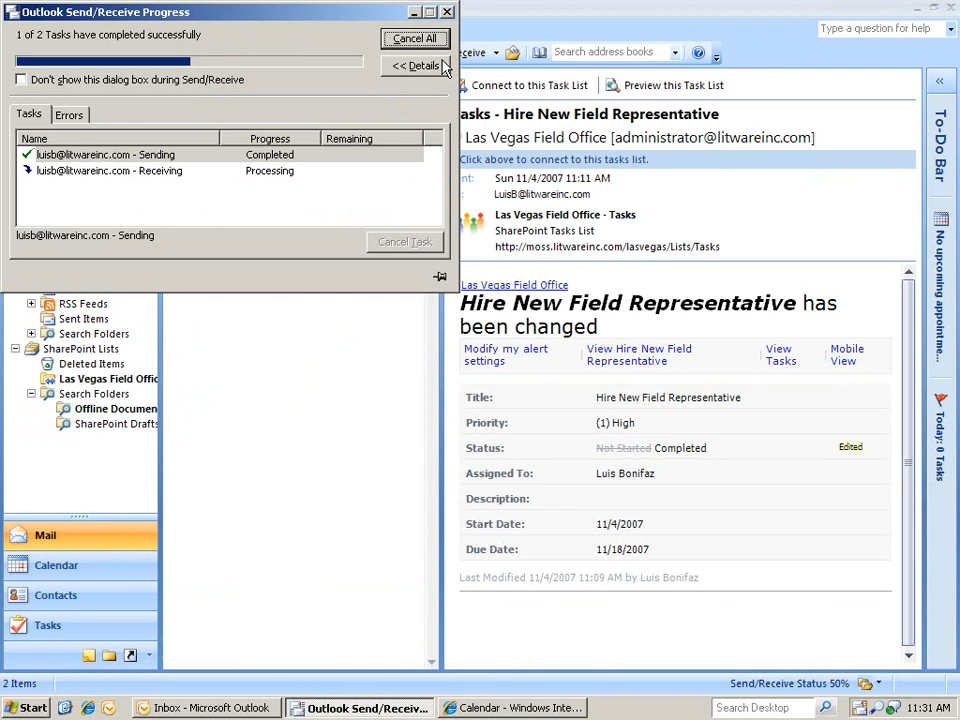 Outlook Send/Receive Progress
1 of 2 Tasks have completed successfully
Cancel All
<< Details
Don't show this dialog box during Send/Receive
Tasks
Errors
Name Progress Remaining
luisb@litwareinc.com - Sending Completed
luisb@litwareinc.com - Receiving Processing
luisb@litwareinc.com - Sending
Cancel Task
Type a question for help
Search address books
Connect to this Task List
Preview this Task List
asks - Hire New Field Representative
Las Vegas Field Office [administrator@litwareinc.com]
Click above to connect to this tasks list.
Sun 11/4/2007 11:11 AM
LuisB@litwareinc.com
Las Vegas Field Office - Tasks
SharePoint Tasks List
http://moss.litwareinc.com/lasvegas/Lists/Tasks
Las Vegas Field Office
Hire New Field Representative has
been changed
Modify my alert
settings
View Hire New Field
Representative
View
Tasks
Mobile
View
Title: Hire New Field Representative
Priority: (1) High
Status: Not Started Completed Edited
Assigned To: Luis Bonifaz
Description:
Start Date: 11/4/2007
Due Date: 11/18/2007
Last Modified 11/4/2007 11:09 AM by Luis Bonifaz
To-Do Bar
No upcoming appointme...
Today: 0 Tasks
RSS Feeds
Sent Items
Search Folders
SharePoint Lists
Deleted Items
Las Vegas Field Offic
Search Folders
Offline Documen
SharePoint Drafts
Mail
Calendar
Contacts
Tasks
2 Items
Send/Receive Status 50%
Start
Inbox - Microsoft Outlook
Outlook Send/Receiv...
Calendar - Windows Inte...
Search Desktop
11:31 AM